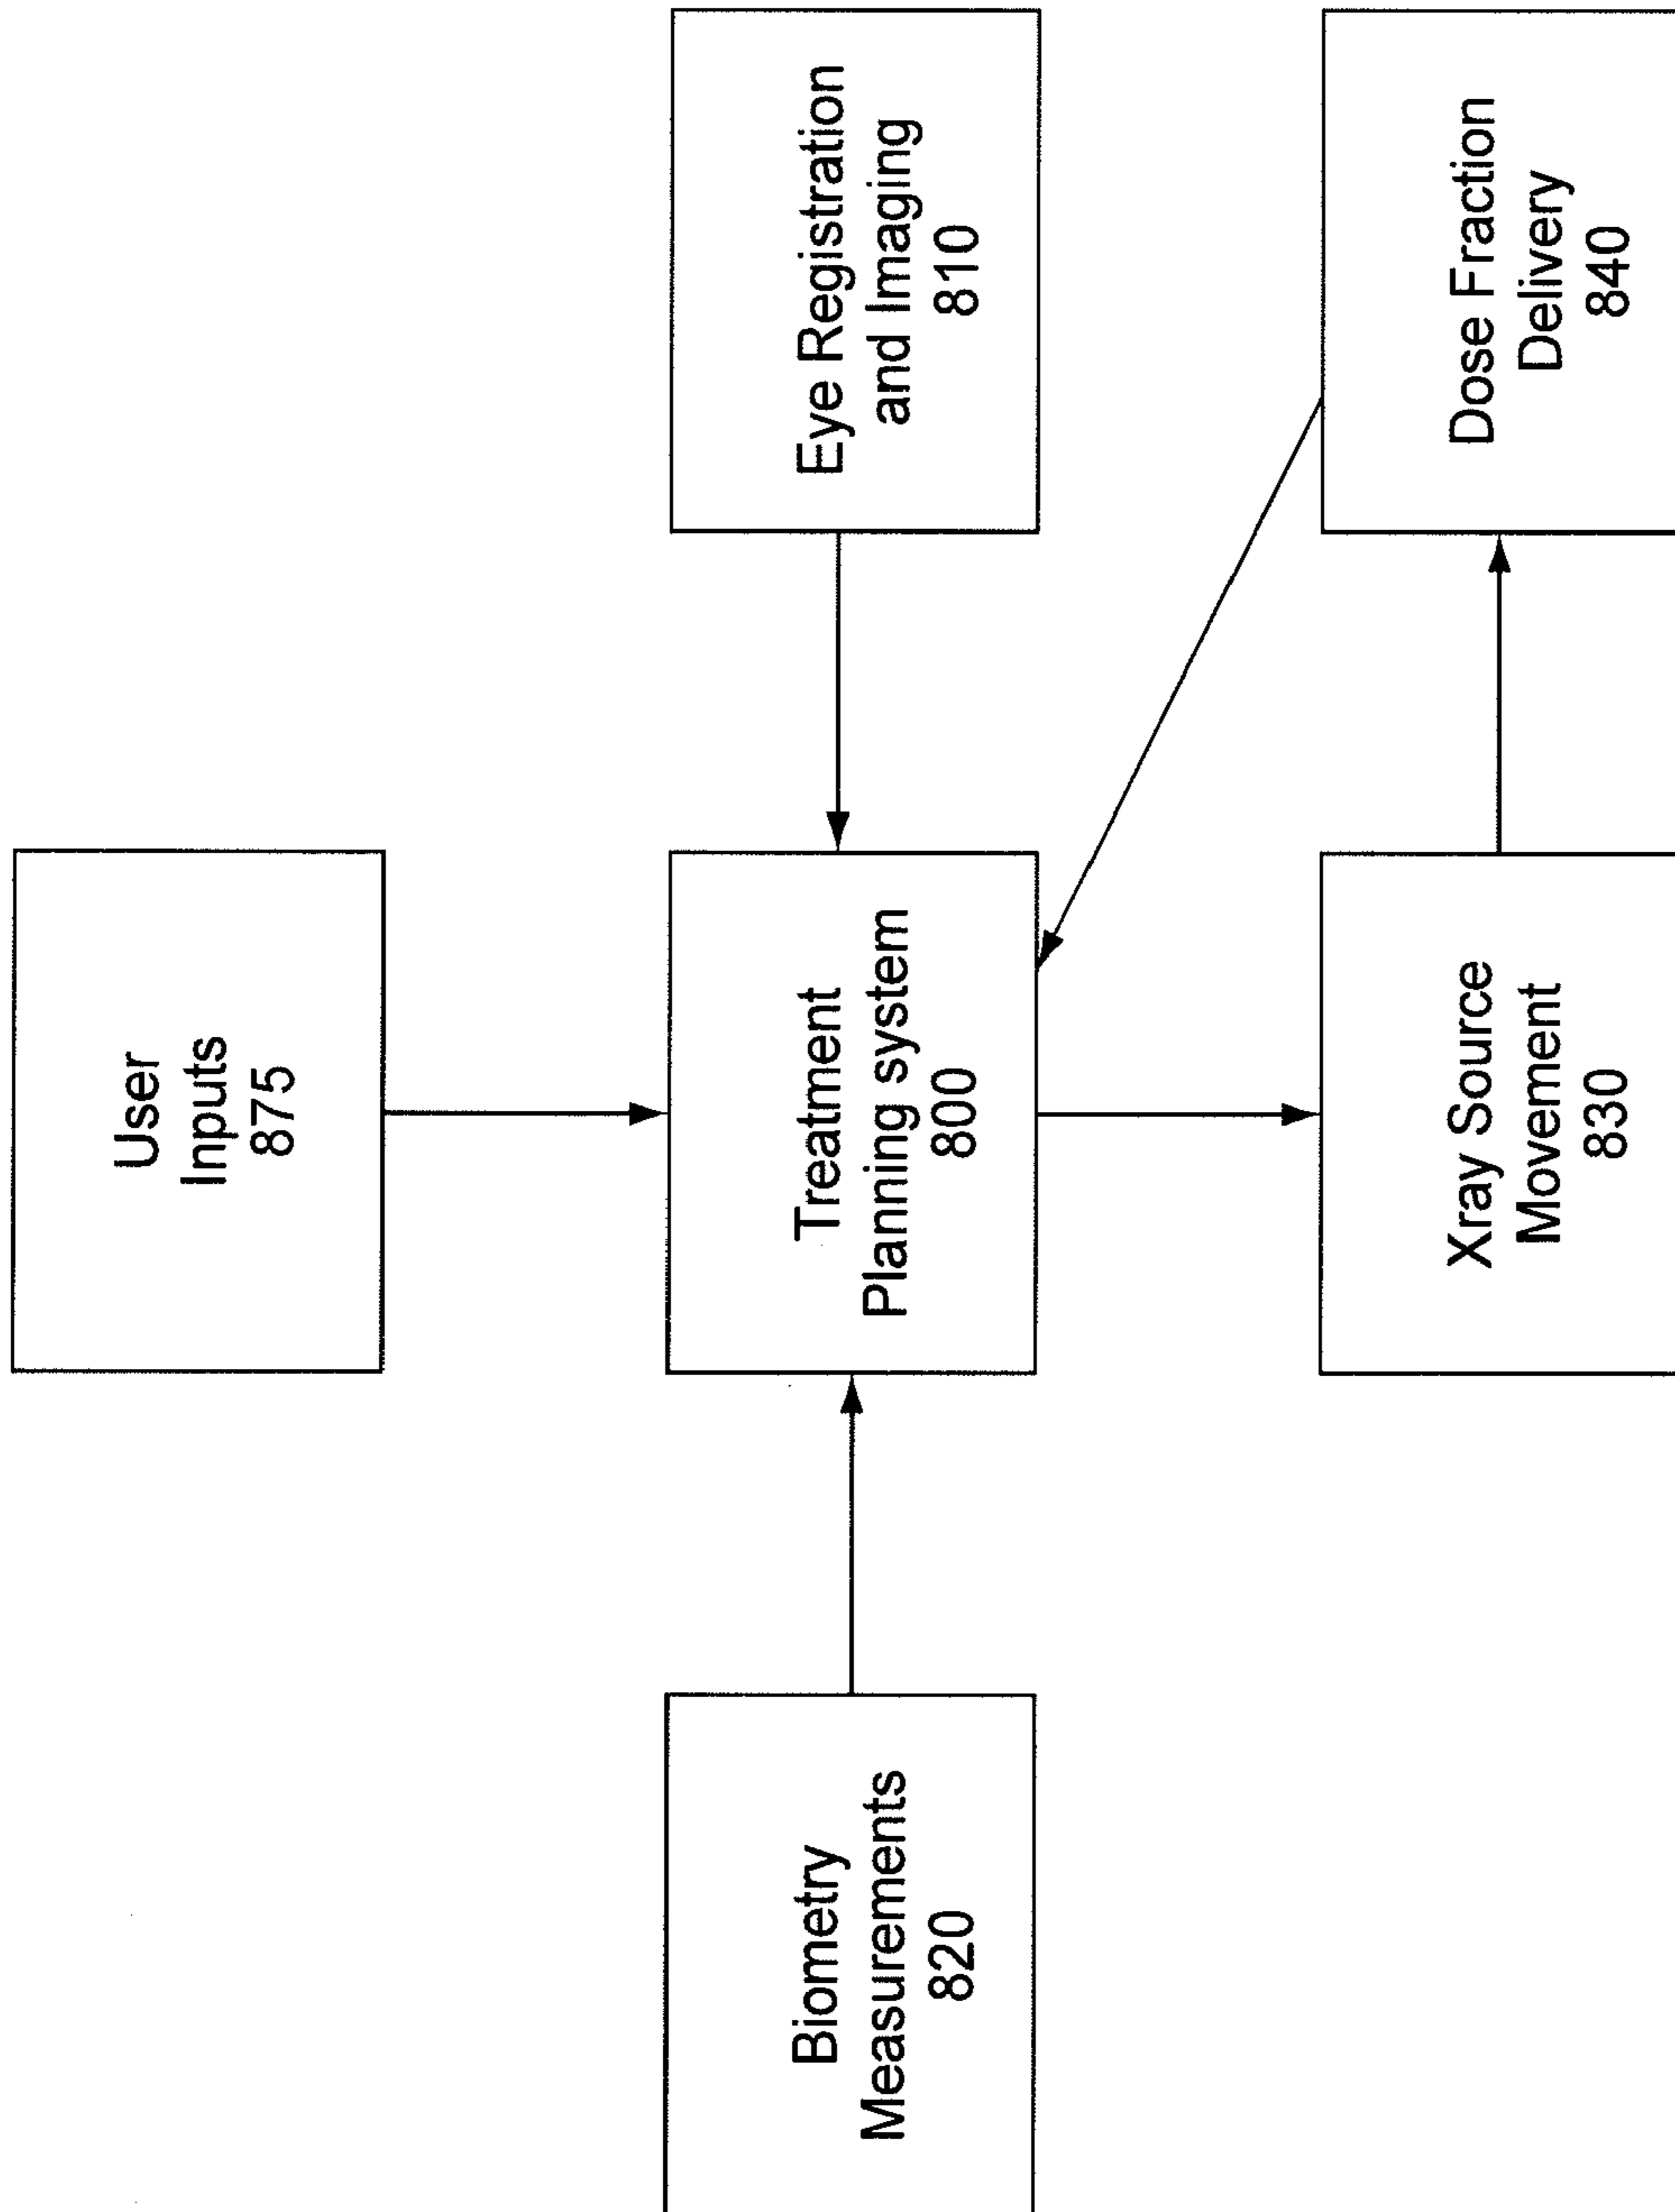 User
Inputs
875
Biometry
Measurements
820
Treatment
Planning system
800
Eye Registration
and Imaging
810
Xray Source
Movement
830
Dose Fraction
Delivery
840